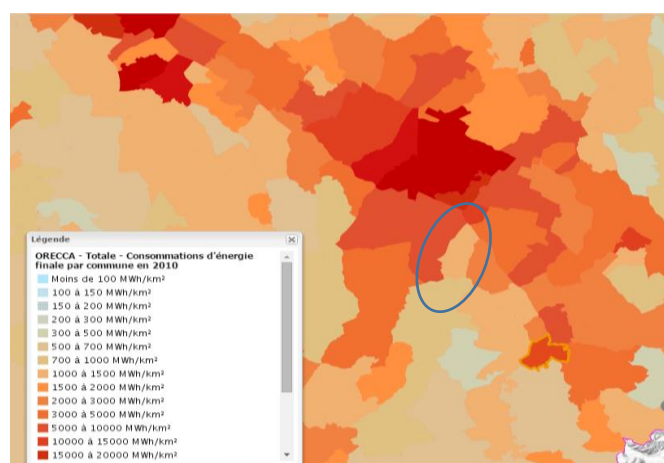 Légende
ORECCA - Totale - Consommations d'énergie
finale par commune en 2010
Moins de 100 MWh/km²
100 à 150 MWh/km²
150 à 200 MWh/km²
200 à 300 MWh/km²
300 à 500 MWh/km²
500 à 700 MWh/km²
700 à 1000 MWh/km²
1000 à 1500 MWh/km²
1500 à 2000 MWh/km²
2000 à 3000 MWh/km²
3000 à 5000 MWh/km²
5000 à 10000 MWh/km²
10000 à 15000 MWh/km²
15000 à 20000 MWh/km²